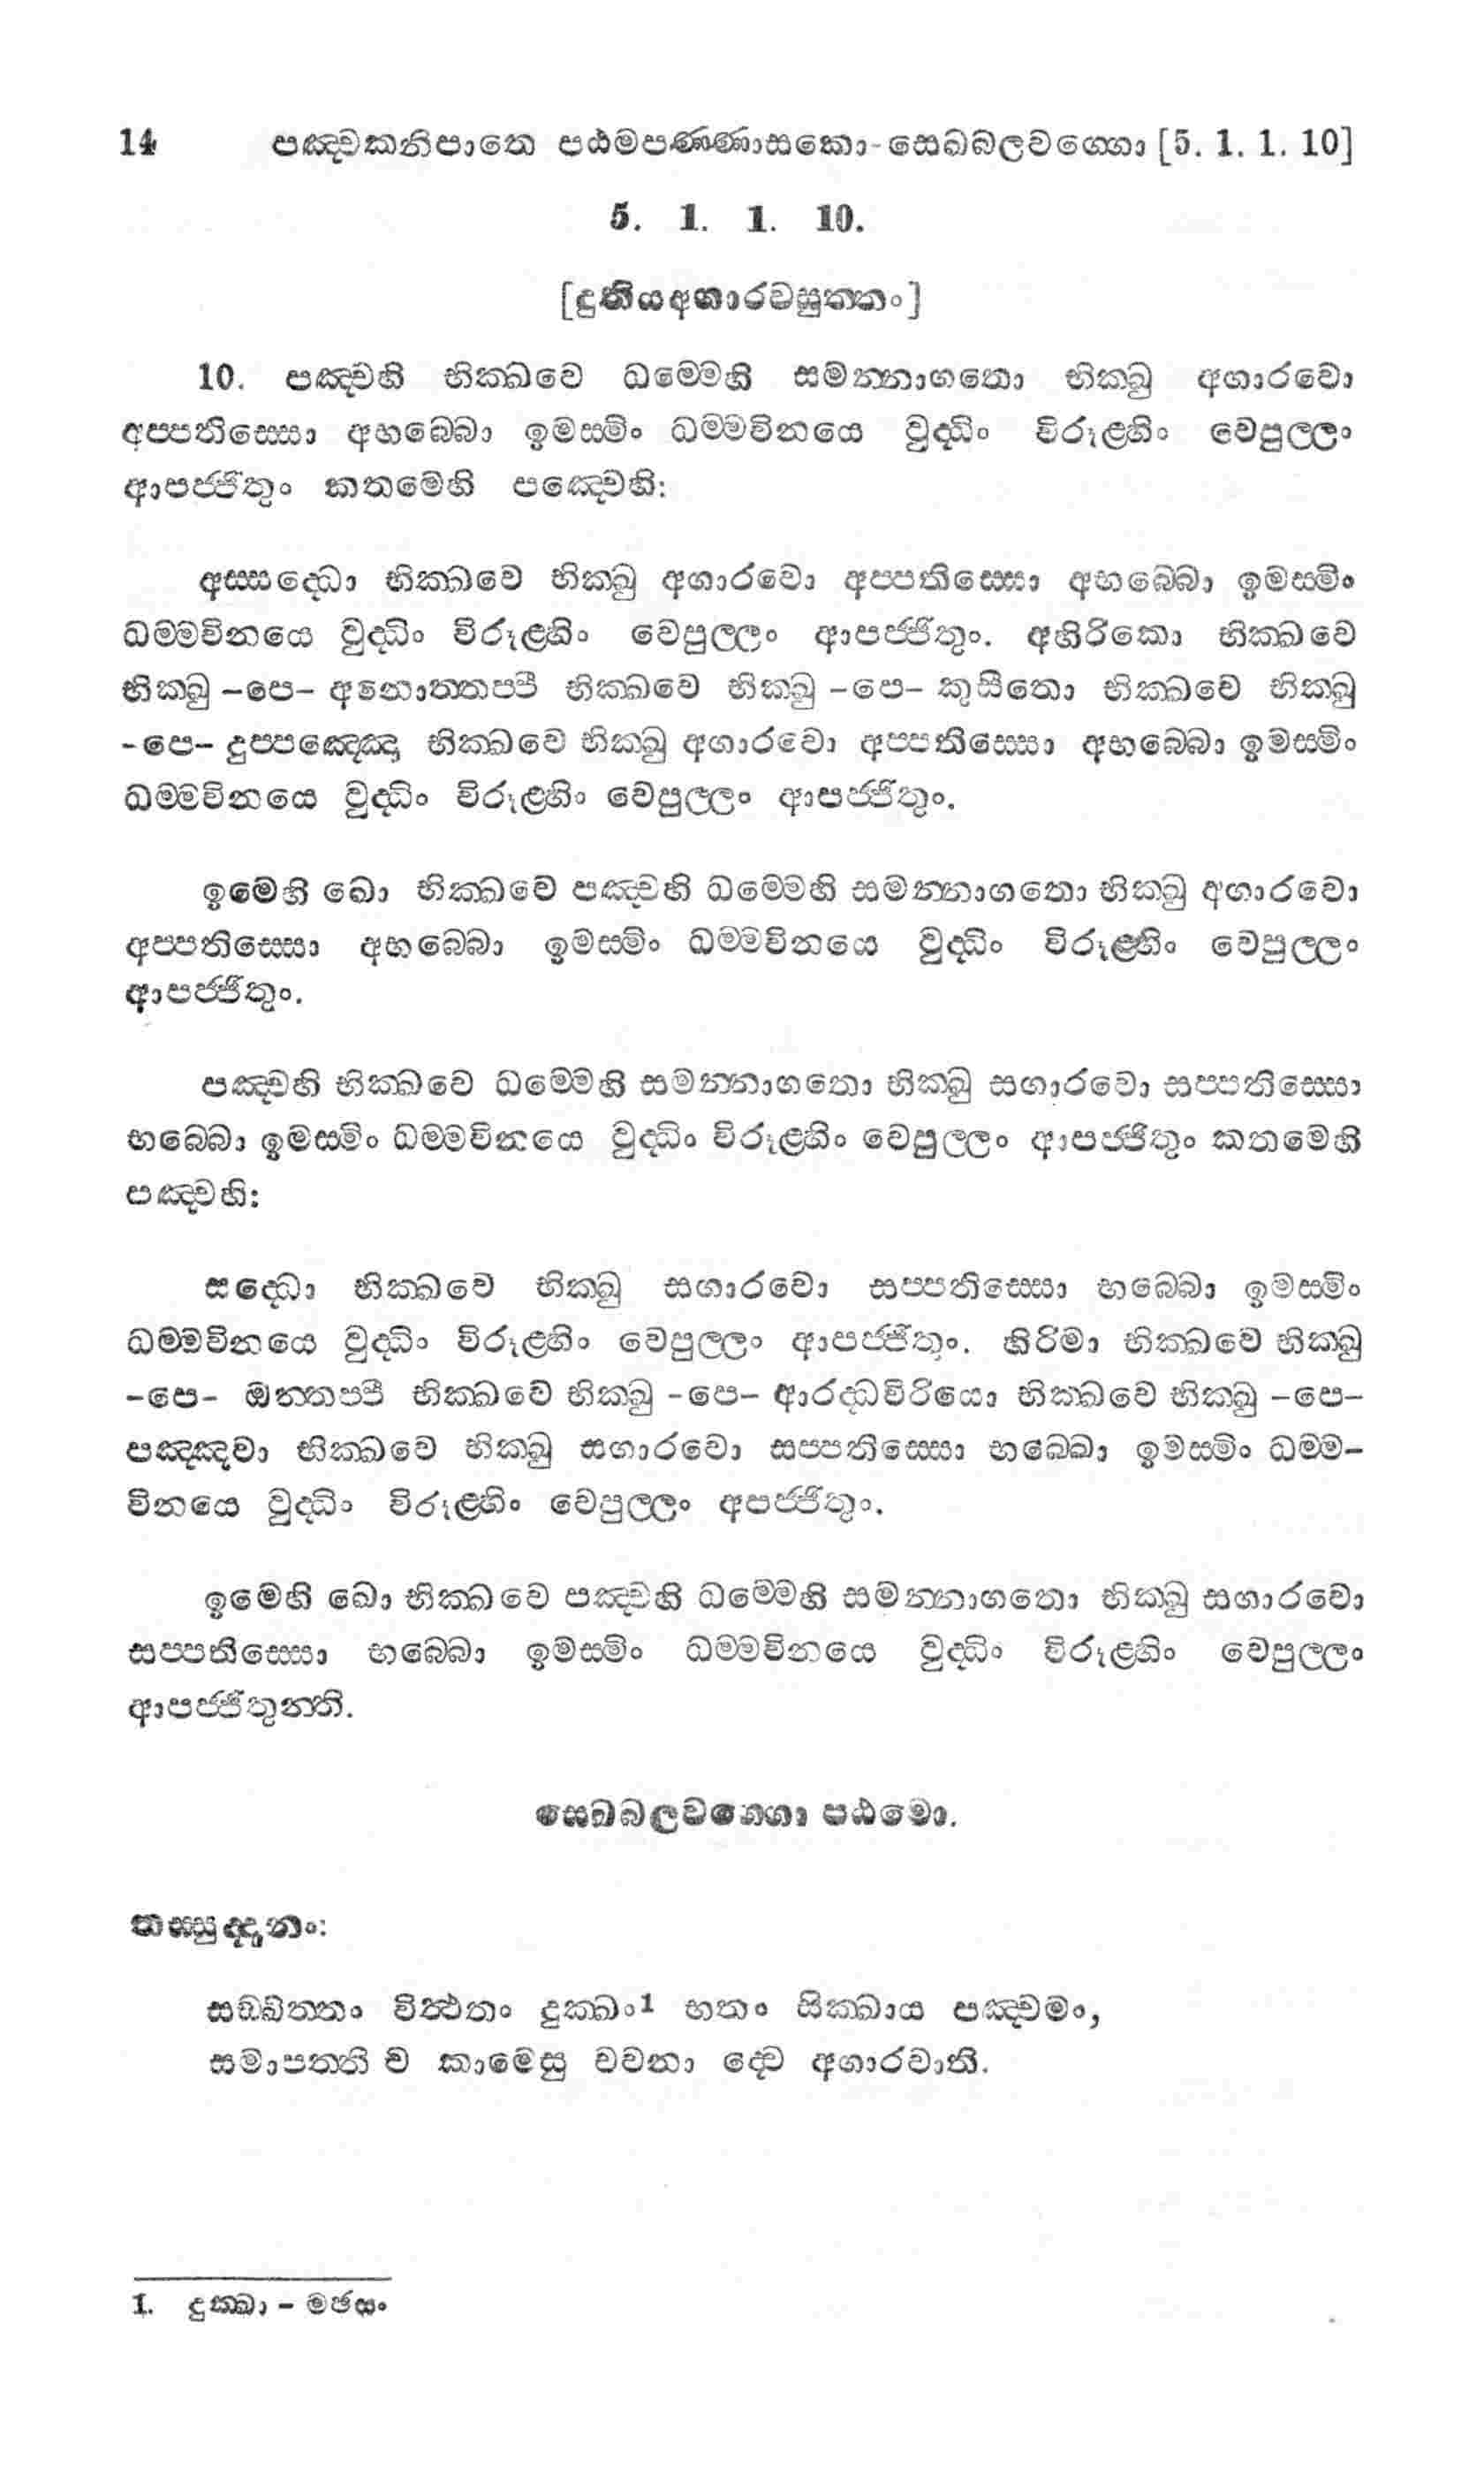 14 පඤ්චකනිපාතෙ පඨමපණ්ණාසකො-සෙඛබලවග්ගො [5. 1. 1. 10]
5. 1. 1. 10.
[දුතියඅගාරවසුත්තං]
10. පඤ්චහි භික්ඛවෙ ධම්මෙහි සමන්නාගතො භික්ඛු අගාරවො
අප්පතිස්සො අභබ්බො ඉමස්මිං ධම්මවිනයෙ වුද්ධිං විරූළ්හිං වෙපුල්ලං
ආපජ්ජිතුං කතමෙහි පඤ්චෙහි:
අස්සද්ධො භික්ඛවෙ භික්ඛු අගාරවො අප්පතිස්සො අභබ්බො ඉමස්මිං
ධම්මවිනයෙ වුද්ධිං විරූළ්හිං වෙපුල්ලං ආපජ්ජිතුං. අහිරිකො භික්ඛවෙ
භික්ඛු –පෙ– අනොත්තප්පී භික්ඛවෙ භික්ඛු –පෙ– කුසීතො භික්ඛවෙ භික්ඛු
-පෙ– දුප්පඤ්ඤො භික්ඛවෙ භික්ඛු අගාරවො අප්පතිස්සො අභබ්බො ඉමස්මිං
ධම්මවිනයෙ වුද්ධිං විරූළ්හිං වෙපුල්ලං ආපජ්ජිතුං.
ඉමෙහි ඛො භික්ඛවෙ පඤ්චහි ධම්මෙහි සමන්නාගතො භික්ඛු අගාරවො
අප්පතිස්සො අභබ්බො ඉමස්මිං ධම්මවිනයෙ වුද්ධිං විරූළ්හිං වෙපුල්ලං
ආපජ්ජිතුං.
පඤ්චහි භික්ඛවෙ ධම්මෙහි සමන්නාගතො භික්ඛු සගාරවො සප්පතිස්සො
භබ්බො ඉමස්මිං ධම්මවිනයෙ වුද්ධිං විරූළ්හිං වෙපුල්ලං ආපජ්ජිතුං කතමෙහි
පඤ්චහි:
සද්ධො භික්ඛවෙ භික්ඛු සගාරවො සප්පතිස්සො භබ්බො ඉමස්මිං
ධම්මවිනයෙ වුද්ධිං විරූළ්හිං වෙපුල්ලං ආපජ්ජිතුං. හිරිමා භික්ඛවෙ භික්ඛු
–පෙ– ඔත්තප්පී භික්ඛවෙ භික්ඛු -පෙ– ආරද්ධවිරියො භික්ඛවෙ භික්ඛු –පෙ–
පඤ්ඤවා භික්ඛවෙ භික්ඛු සගාරවො සප්පතිස්සො භබ්බො ඉමස්මිං ධම්ම–
විනයෙ වුද්ධිං විරූළ්හිං වෙපුල්ලං අපජ්ජිතුං.
ඉමෙහි ඛො භික්ඛවෙ පඤ්චහි ධම්මෙහි සමන්නාගතො භික්ඛු සගාරවො
සප්පතිස්සො භබ්බො ඉමස්මිං ධම්මවිනයෙ වුද්ධිං විරූළ්හිං වෙපුල්ලං
ආපජ්ජිතුන්ති.
සෙඛබලවග්ගො පඨමො.
තස්සුද්දානං:
සඞ්ඛිත්තං විත්ථතං දුක්ඛං1 භතං සික්ඛාය පඤ්චමං,
සමාපත්ති ච කාමෙසු චවනා ද්වෙ අගාරවාති.
1. දුක්ඛා – මඡසං